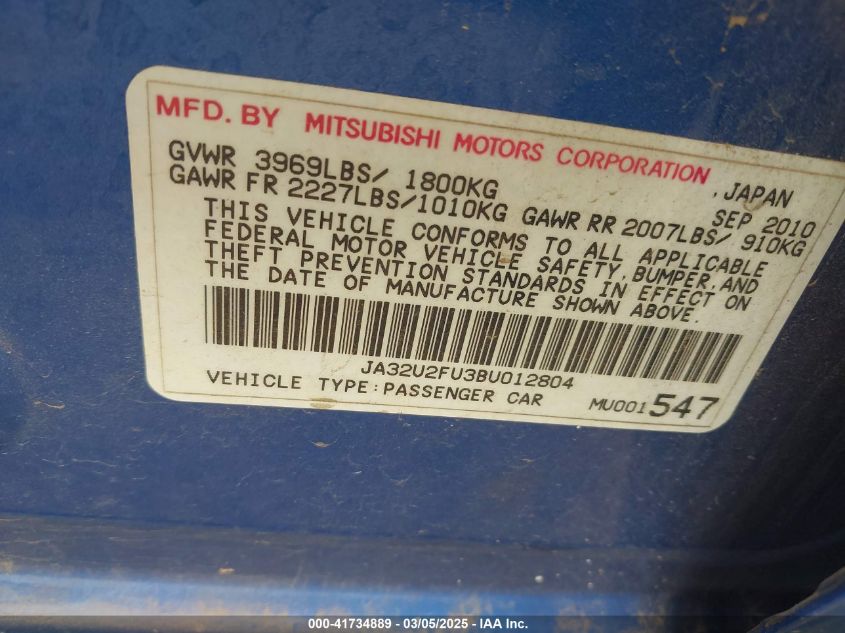 MFD. BY MITSUBISHI MOTORS CORPORATION
, JAPAN
GVWR 3969LBS/ 1800KG SEP 2010
GAWR FR 2227LBS/1010KG GAWR RR 2007LBS/ 910KG
THIS VEHICLE CONFORMS TO ALL APPLICABLE
FEDERAL MOTOR VEHICLE SAFETY, BUMPER, AND
THEFT PREVENTION STANDARDS IN EFFECT ON
THE DATE OF MANUFACTURE SHOWN ABOVE.
JA32U2FU3BU012804
VEHICLE TYPE: PASSENGER CAR MU001547
000-41734889 - 03/05/2025 - IAA Inc.